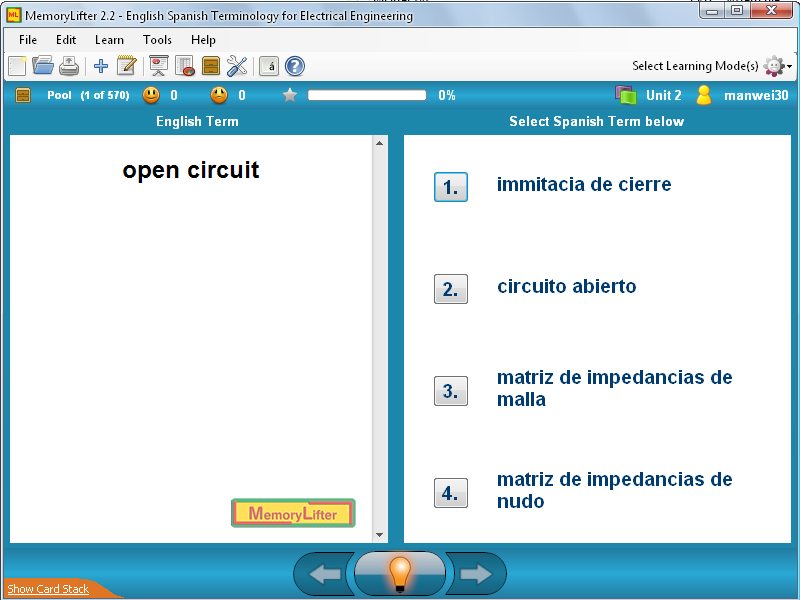 MemoryLifter 2.2 - English Spanish Terminology for Electrical Engineering
File Edit Learn Tools Help
á ? Select Learning Mode(s)
Pool (1 of 570) 0 0 0% Unit 2 manwei30
English Term
Select Spanish Term below
open circuit
1. immitacia de cierre
2. circuito abierto
3. matriz de impedancias de
malla
4. matriz de impedancias de
nudo
MemoryLifter
Show Card Stack